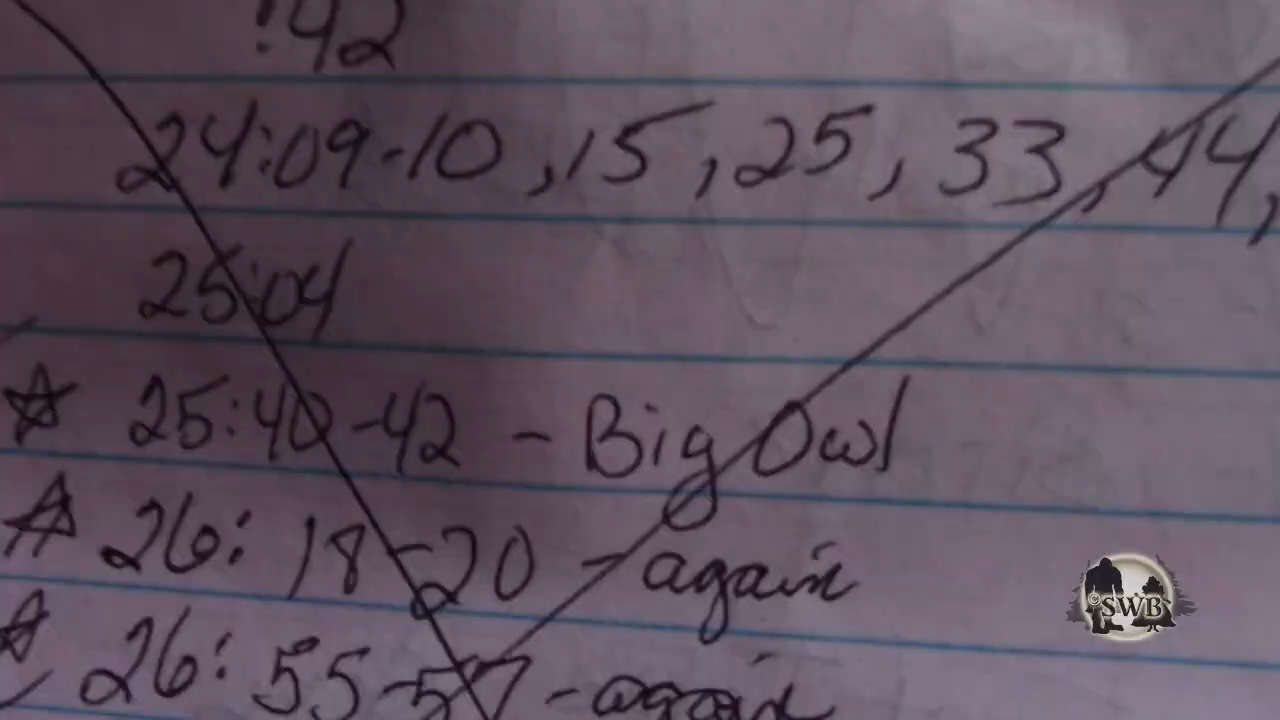 :42
24:09-10, 15, 25, 33, 44,
25:04
☆ 25:40-42 - Big Owl
☆ 26:18-20 - again
☆ 26:55-57 - again
©SWB